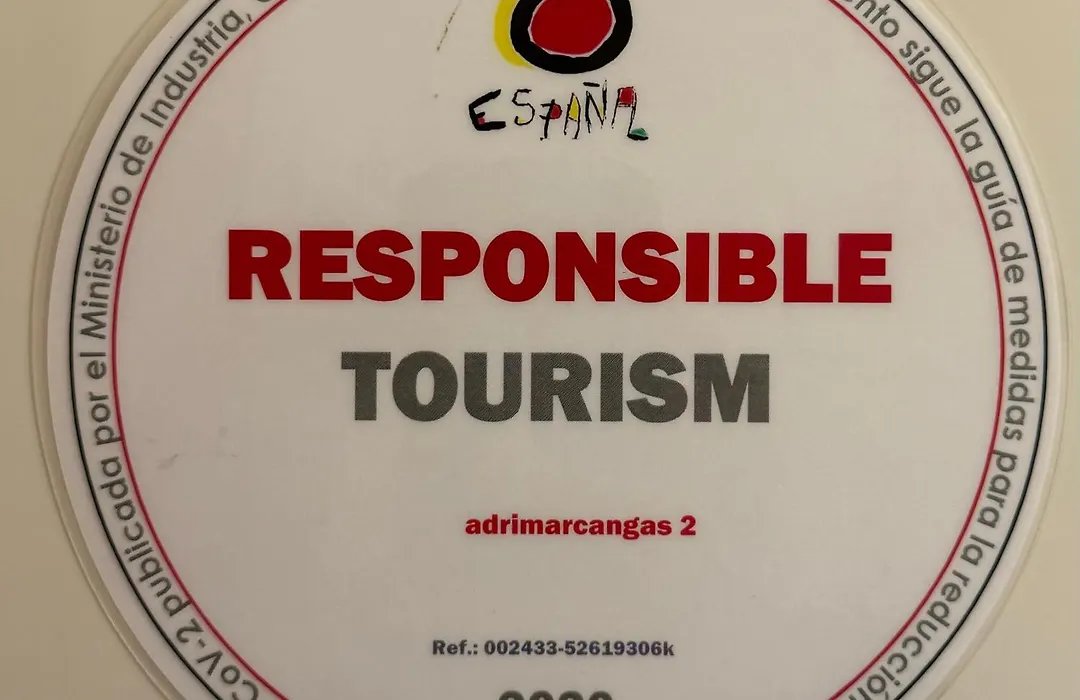 ESPAÑA
RESPONSIBLE
TOURISM
adrimarcangas 2
Ref.: 002433-52619306k
sigue la guía de medidas para la reducción
CoV-2 publicada por el Ministerio de Industria,